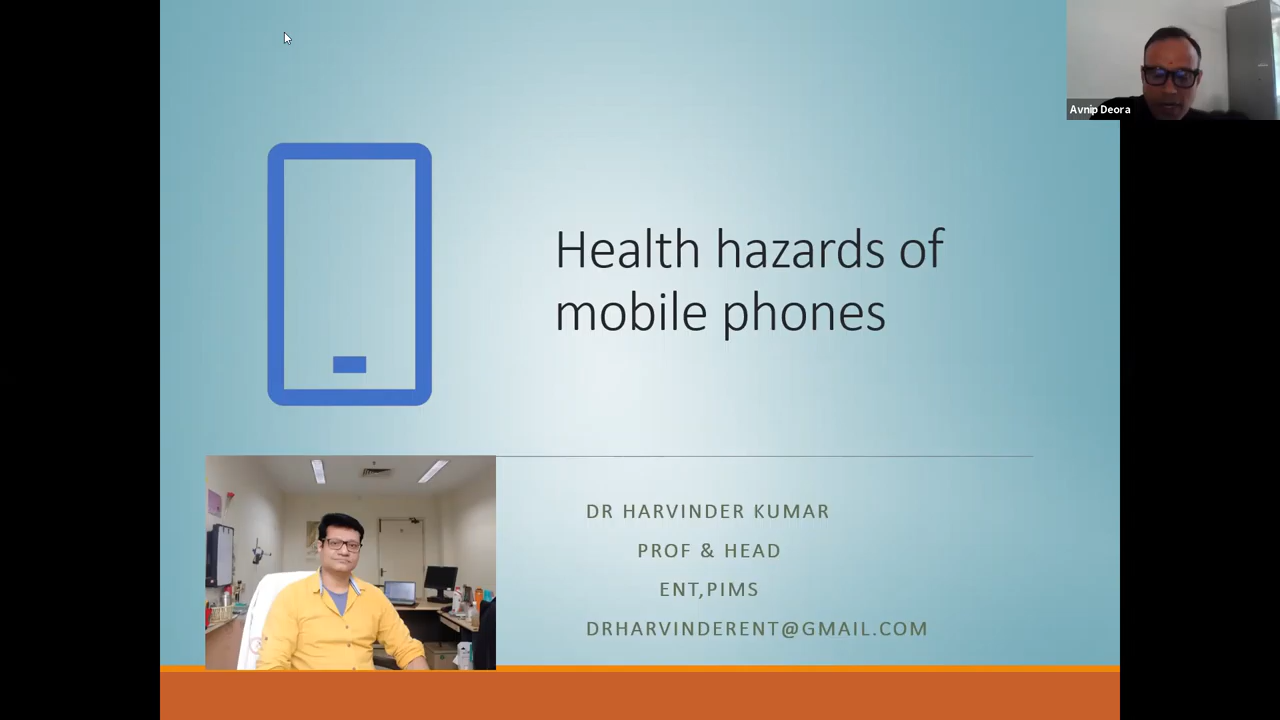 Avnip Deora
Health hazards of
mobile phones
DR HARVINDER KUMAR
PROF & HEAD
ENT,PIMS
DRHARVINDERENT@GMAIL.COM